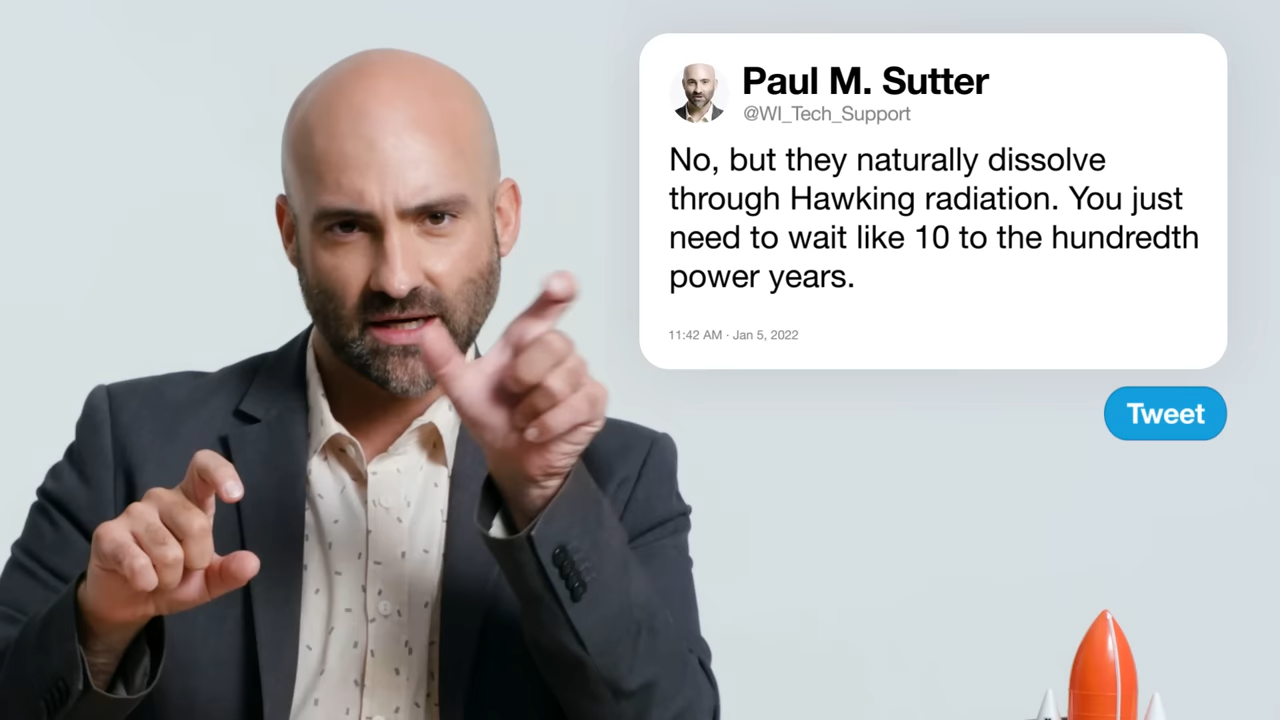 Paul M. Sutter
@WI_Tech_Support
No, but they naturally dissolve
through Hawking radiation. You just
need to wait like 10 to the hundredth
power years.
11:42 AM · Jan 5, 2022
Tweet